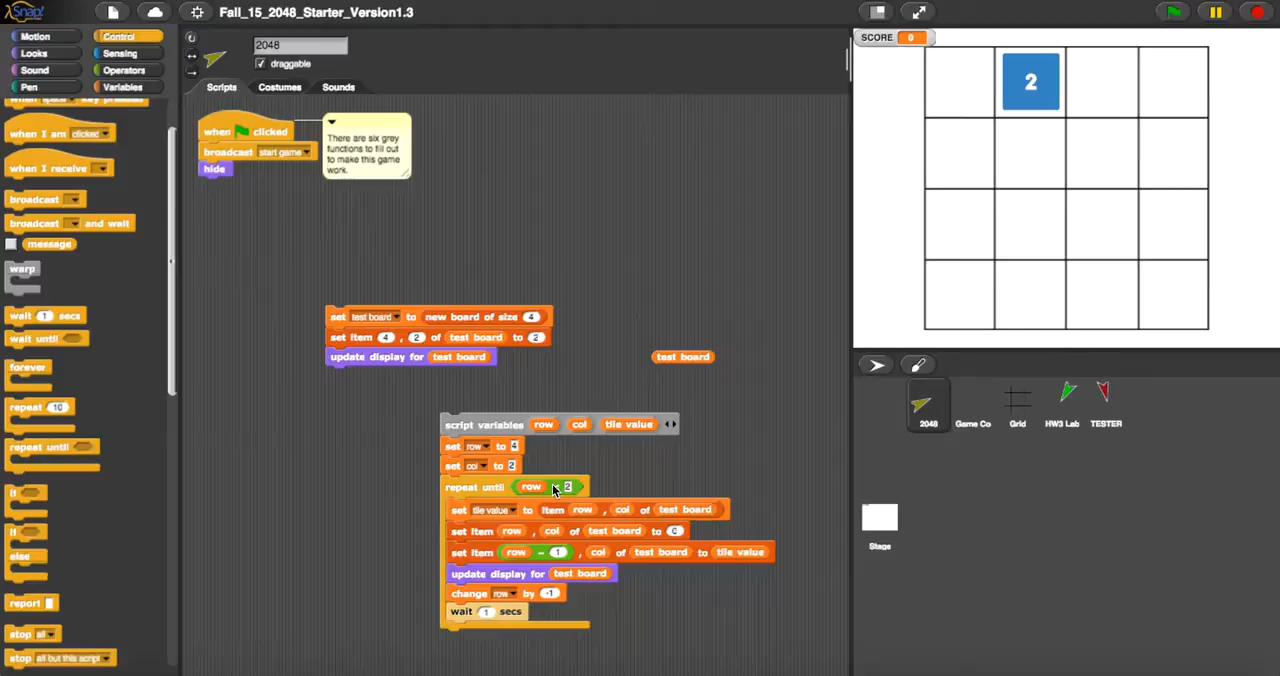 Snap!
Fall_15_2048_Starter_Version1.3
Motion Control
Looks Sensing
Sound Operators
Pen Variables
when space key pressed
when I am clicked
when I receive
broadcast
broadcast and wait
message
warp
wait 1 secs
wait until
forever
repeat 10
repeat until
if
if
else
report
stop all
stop all but this script
2048
draggable
Scripts Costumes Sounds
when clicked
broadcast start game
hide
There are six grey
functions to fill out
to make this game
work.
set test board to new board of size 4
set item 4 , 2 of test board to 2
update display for test board
test board
script variables row col tile value
set row to 4
set col to 2
repeat until row 2
set tile value to item row , col of test board
set item row , col of test board to 0
set item row - 1 , col of test board to tile value
update display for test board
change row by -1
wait 1 secs
SCORE 0
2
2048 Game Co Grid HW3 Lab TESTER
Stage